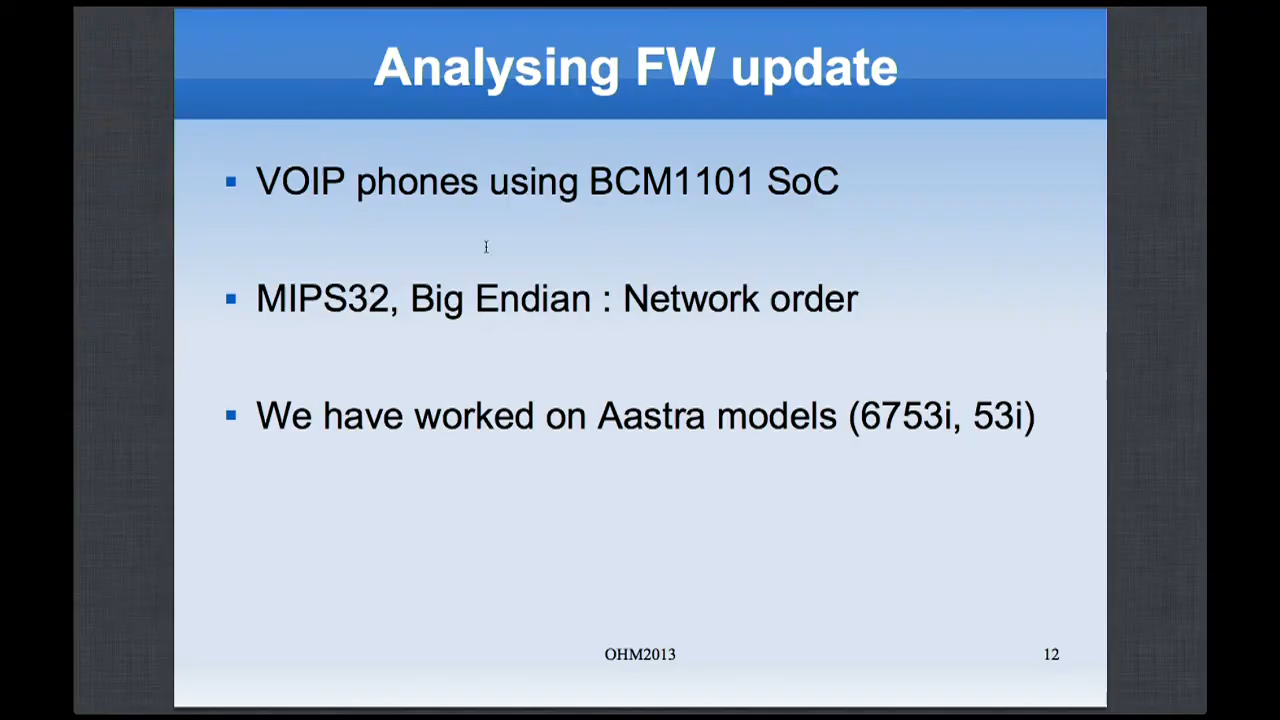 Analysing FW update
VOIP phones using BCM1101 SoC
MIPS32, Big Endian : Network order
We have worked on Aastra models (6753i, 53i)
OHM2013
12